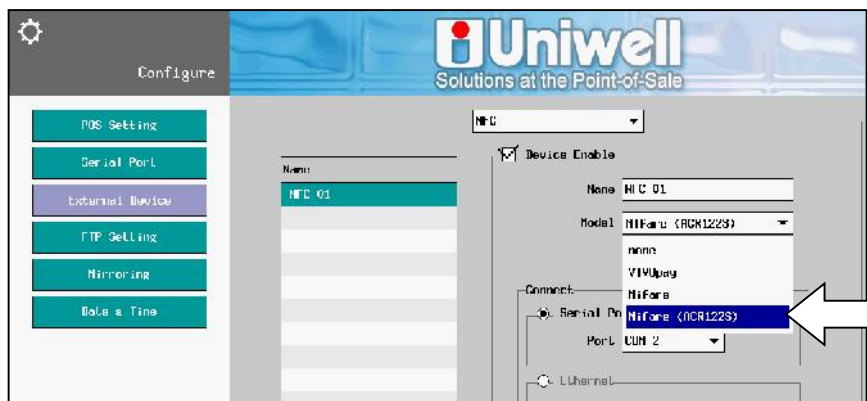 Configure
Uniwell
Solutions at the Point-of-Sale
POS Setting
Serial Port
External Device
FTP Setting
Mirroring
Date & Time
NFC
Device Enable
Name
NFC 01
Name NFC 01
Model Mifare (ACR122S)
none
VIVOpay
Mifare
Mifare (ACR122S)
Connect
Serial Po
Port COM 2
Ethernet